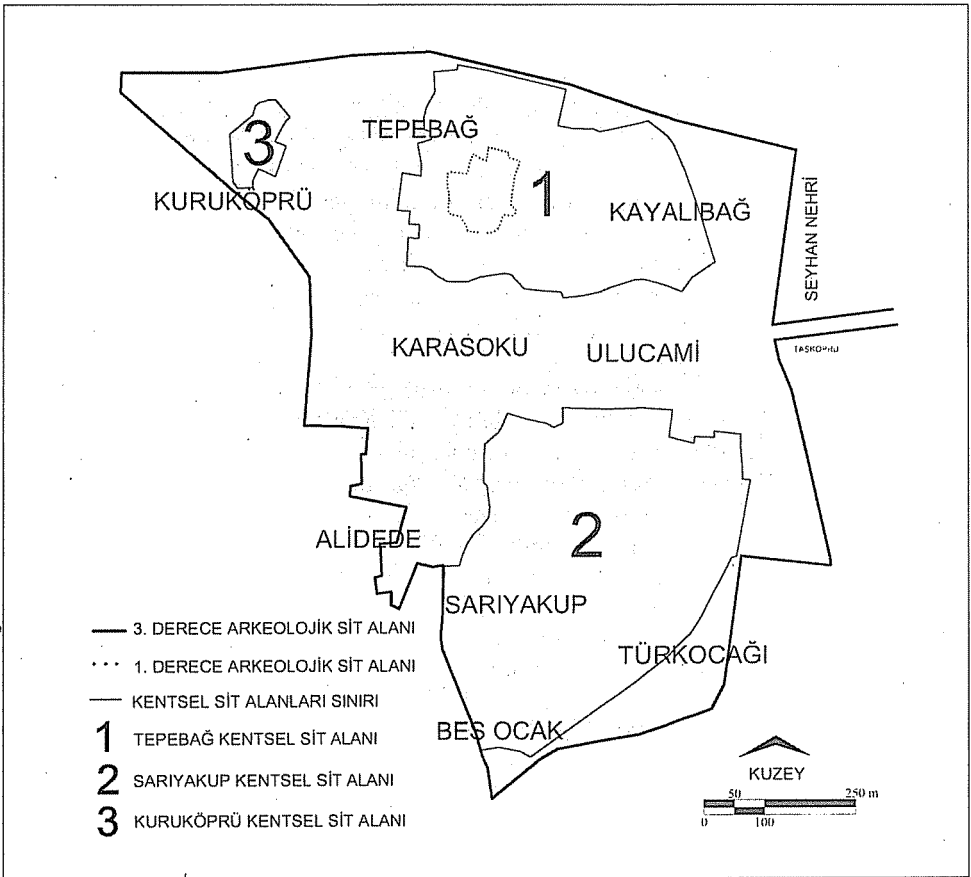 TEPEBAĞ
3
1
KURUKÖPRÜ
KAYALIBAĞ
SEYHAN NEHRİ
KARASOKU
ULUCAMİ
TAŞKÖPRÜ
ALİDEDE
2
SARIYAKUP
TÜRKOCAĞI
BEŞ OCAK
3. DERECE ARKEOLOJİK SİT ALANI
1. DERECE ARKEOLOJİK SİT ALANI
KENTSEL SİT ALANLARI SINIRI
1 TEPEBAĞ KENTSEL SİT ALANI
2 SARIYAKUP KENTSEL SİT ALANI
3 KURUKÖPRÜ KENTSEL SİT ALANI
KUZEY
50 250 m
0 100